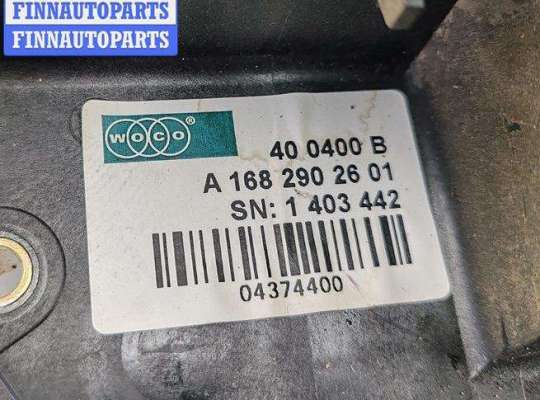 FINNAUTOPARTS
FINNAUTOPARTS
WOCO ®
40 0400 B
A 168 290 26 01
SN: 1 403 442
04374400